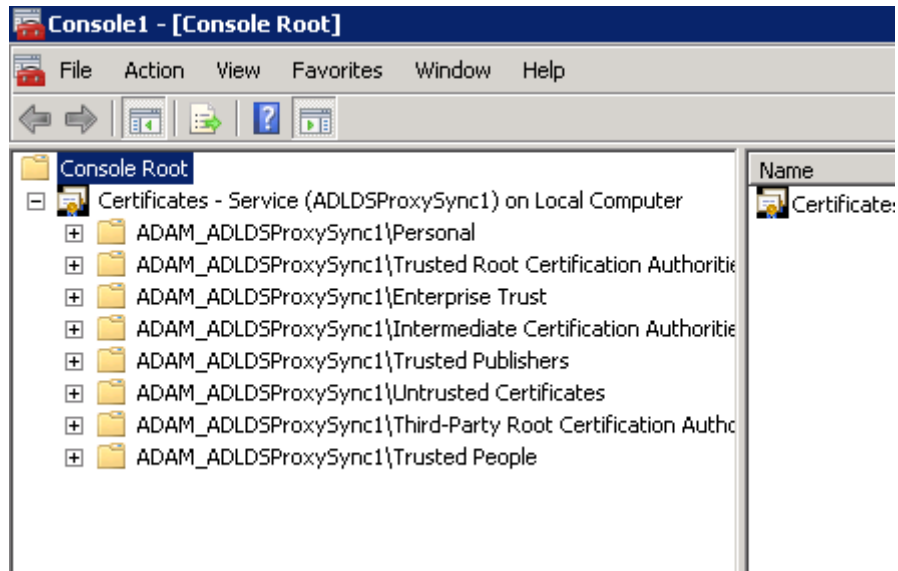 Console1 - [Console Root]
File Action View Favorites Window Help
Console Root
Name
Certificates - Service (ADLDSProxySync1) on Local Computer
Certificates
ADAM_ADLDSProxySync1\Personal
ADAM_ADLDSProxySync1\Trusted Root Certification Authoritie
ADAM_ADLDSProxySync1\Enterprise Trust
ADAM_ADLDSProxySync1\Intermediate Certification Authoritie
ADAM_ADLDSProxySync1\Trusted Publishers
ADAM_ADLDSProxySync1\Untrusted Certificates
ADAM_ADLDSProxySync1\Third-Party Root Certification Autho
ADAM_ADLDSProxySync1\Trusted People